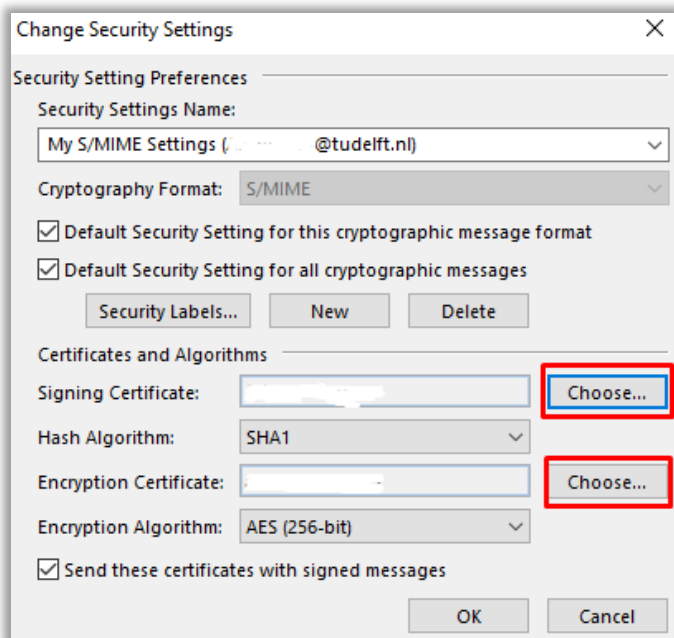 Change Security Settings
Security Setting Preferences
Security Settings Name:
My S/MIME Settings ( @tudelft.nl)
Cryptography Format: S/MIME
Default Security Setting for this cryptographic message format
Default Security Setting for all cryptographic messages
Security Labels... New Delete
Certificates and Algorithms
Signing Certificate: Choose...
Hash Algorithm: SHA1
Encryption Certificate: Choose...
Encryption Algorithm: AES (256-bit)
Send these certificates with signed messages
OK Cancel